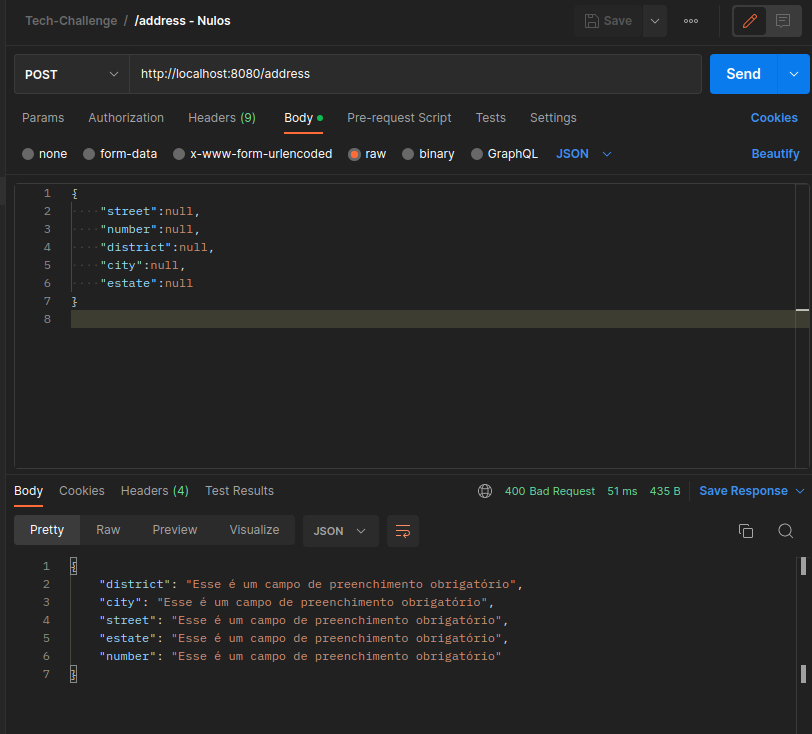 Tech-Challenge / /address - Nulos
Save
POST http://localhost:8080/address Send
Params Authorization Headers (9) Body Pre-request Script Tests Settings Cookies
none form-data x-www-form-urlencoded raw binary GraphQL JSON Beautify
1 {
2 ····"street":null,
3 ····"number":null,
4 ····"district":null,
5 ····"city":null,
6 ····"estate":null
7 }
8
Body Cookies Headers (4) Test Results 400 Bad Request 51 ms 435 B Save Response
Pretty Raw Preview Visualize JSON
1 {
2 "district": "Esse é um campo de preenchimento obrigatório",
3 "city": "Esse é um campo de preenchimento obrigatório",
4 "street": "Esse é um campo de preenchimento obrigatório",
5 "estate": "Esse é um campo de preenchimento obrigatório",
6 "number": "Esse é um campo de preenchimento obrigatório"
7 }